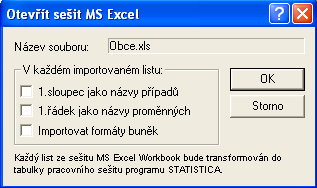 Otevřít sešit MS Excel
Název souboru: Obce.xls
V každém importovaném listu:
1.sloupec jako názvy případů
1.řádek jako názvy proměnných
Importovat formáty buněk
OK
Storno
Každý list ze sešitu MS Excel Workbook bude transformován do
tabulky pracovního sešitu programu STATISTICA.